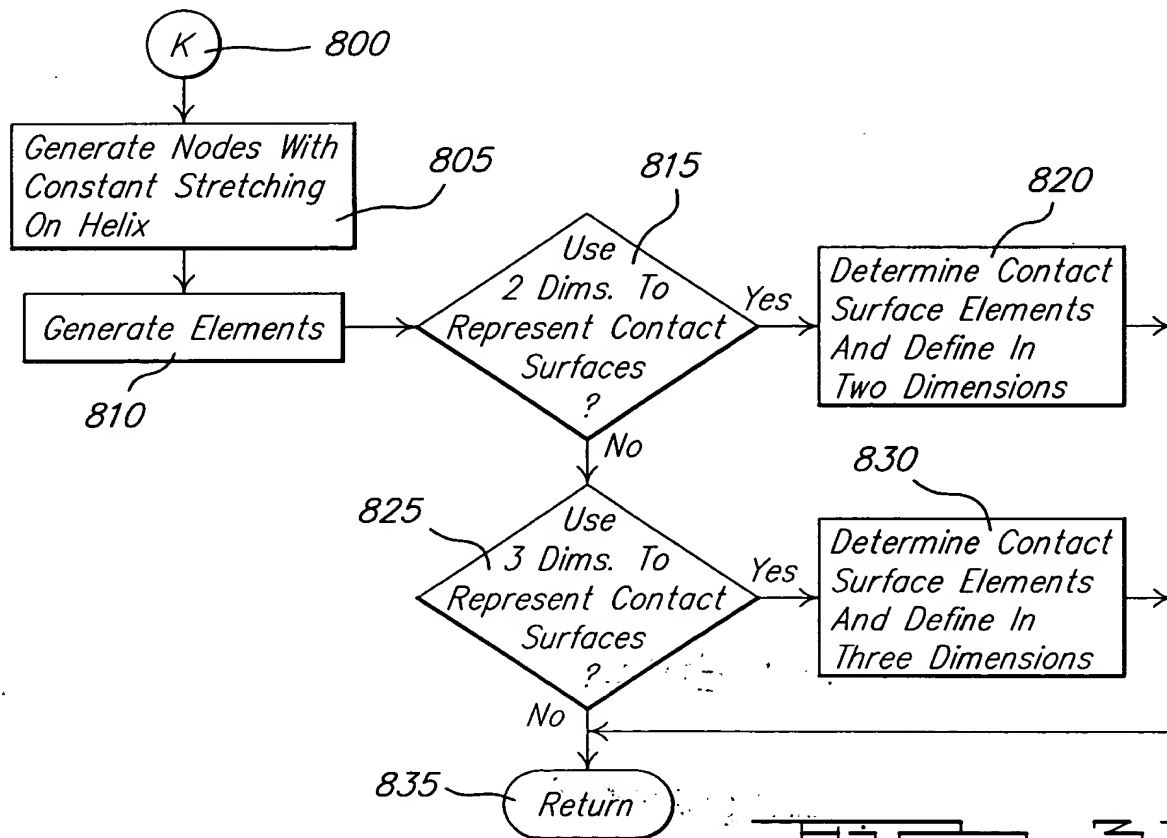 K
800
Generate Nodes With
Constant Stretching
On Helix
805
Generate Elements
810
815
Use
2 Dims. To
Represent Contact
Surfaces
?
Yes
No
820
Determine Contact
Surface Elements
And Define In
Two Dimensions
825
Use
3 Dims. To
Represent Contact
Surfaces
?
Yes
No
830
Determine Contact
Surface Elements
And Define In
Three Dimensions
835
Return